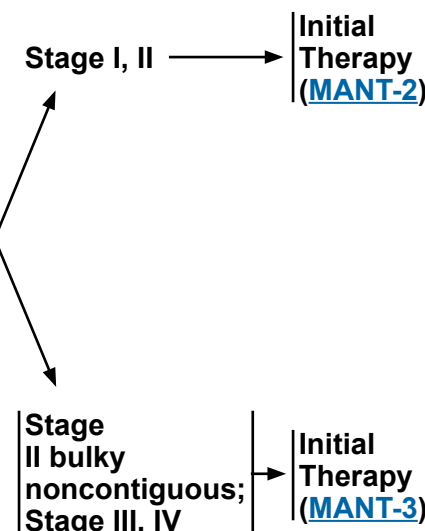 Stage I, II
Initial
Therapy
(MANT-2)
Stage
II bulky
noncontiguous;
Stage III, IV
Initial
Therapy
(MANT-3)